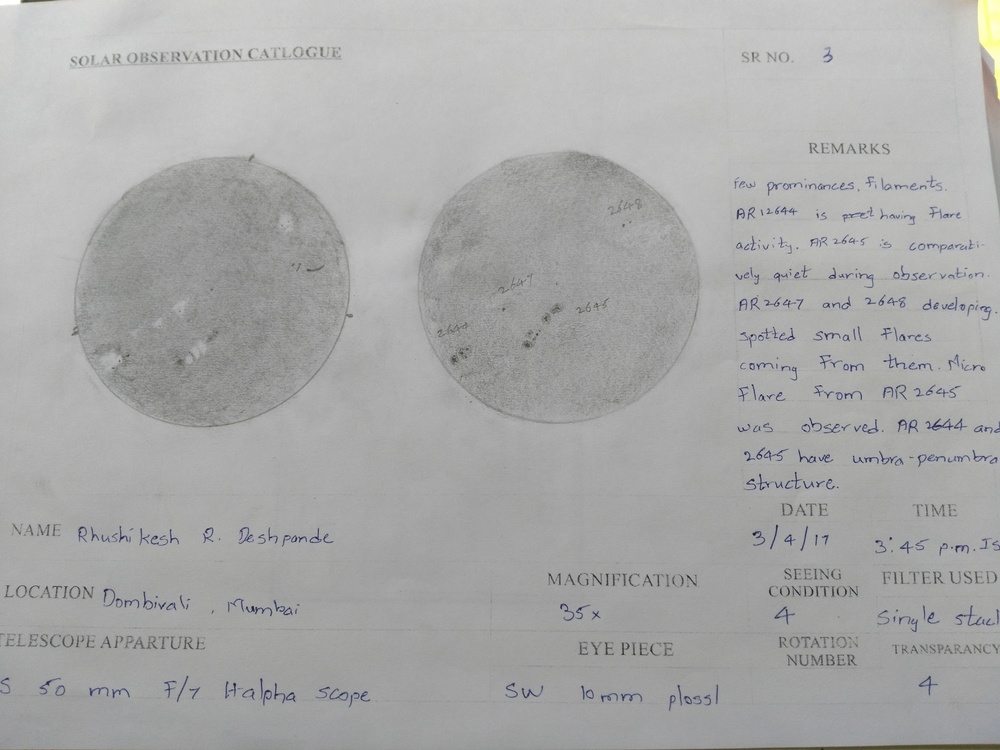 SOLAR OBSERVATION CATLOGUE
SR NO. 3
REMARKS
few prominances, Filaments.
AR 12644 is having Flare
activity. AR 2645 is comparati-
vely quiet during observation.
AR 2647 and 2648 developing.
spotted small Flares
coming From them. Micro
Flare From AR 2645
was observed. AR 2644 and
2645 have umbra-penumbra
structure.
2648
2647
2645
2644
DATE
3/4/17
TIME
3:45 p.m. IS
NAME Rhushikesh R. Deshpande
LOCATION Dombivali, Mumbai
MAGNIFICATION
35x
SEEING CONDITION
4
FILTER USED
Single stac
TELESCOPE APPARTURE
S 50 mm F/7 Halpha scope
EYE PIECE
SW 10mm plossl
ROTATION NUMBER
TRANSPARANCY
4